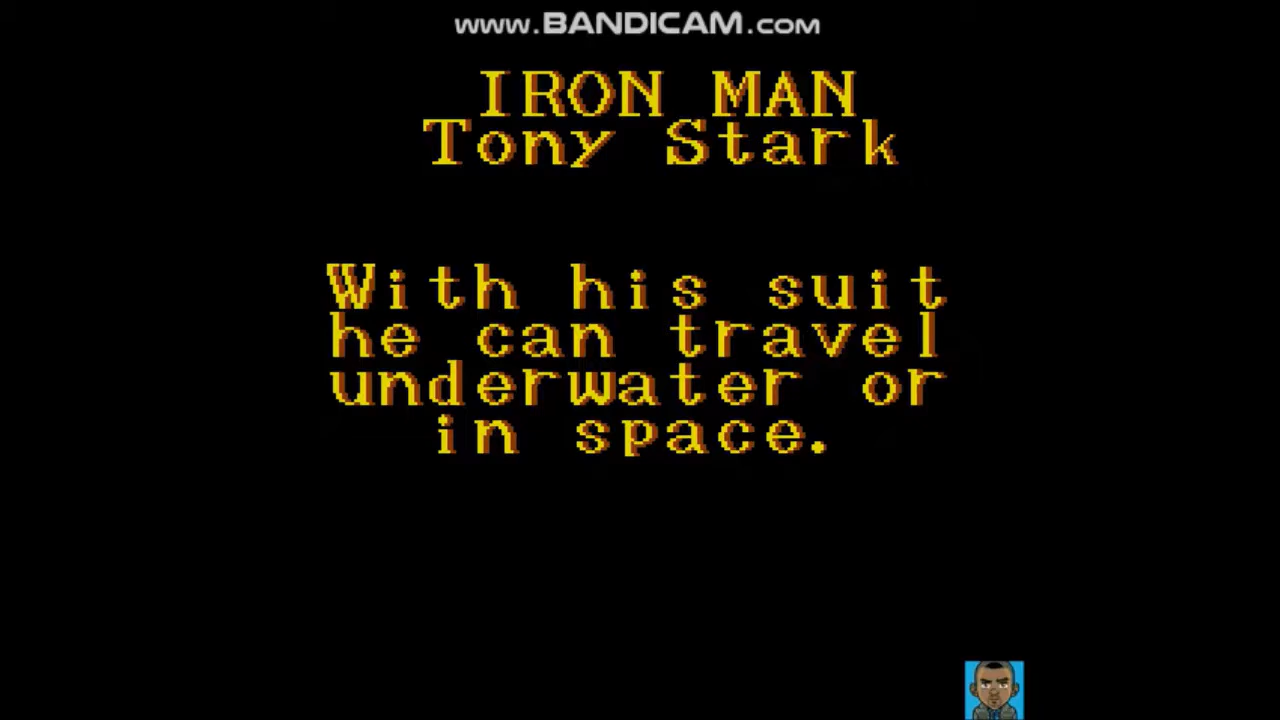 www.BANDICAM.com
IRON MAN
Tony Stark
With his suit
he can travel
underwater or
in space.